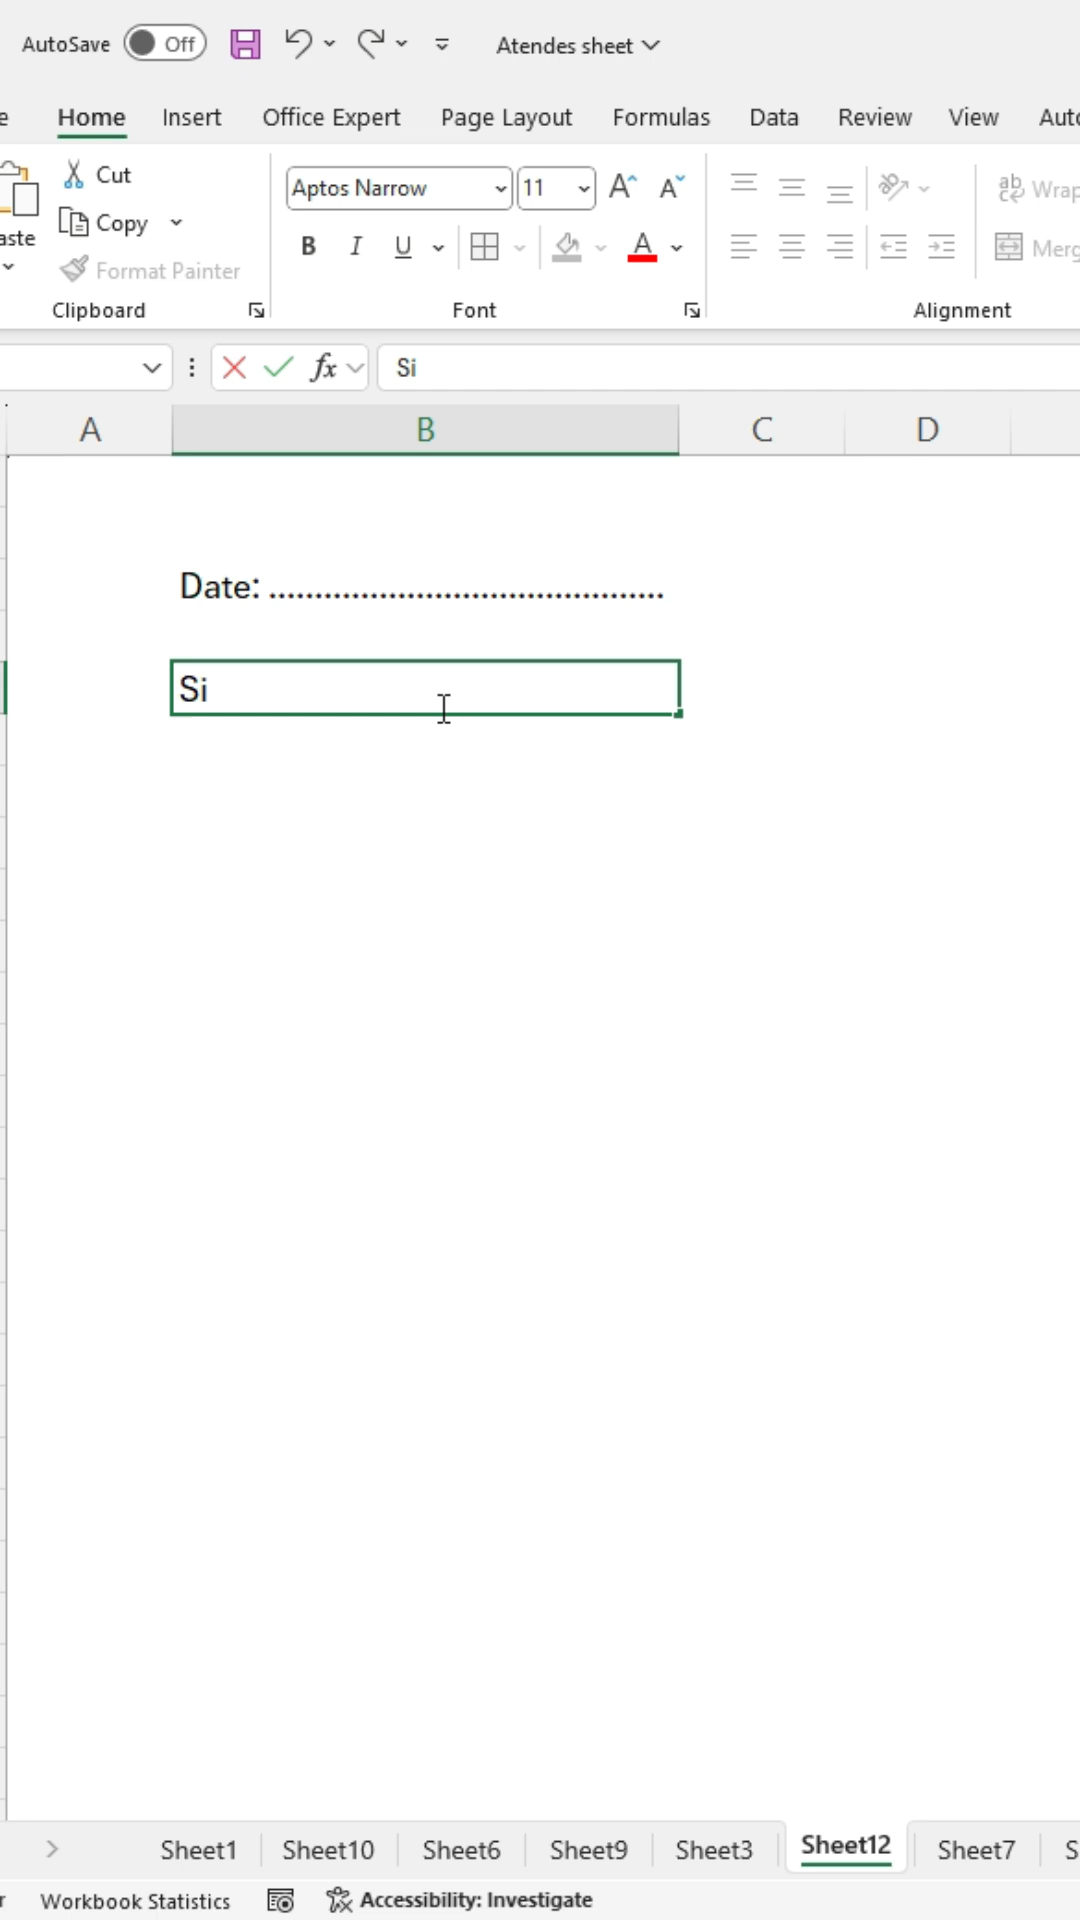 AutoSave Off Atendes sheet
Home Insert Office Expert Page Layout Formulas Data Review View
Cut
Aptos Narrow 11
Copy
Format Painter
B I U A
Clipboard Font Alignment
fx Si
A B C D
Date: ...........................................
Si
Sheet1 Sheet10 Sheet6 Sheet9 Sheet3 Sheet12 Sheet7
Workbook Statistics Accessibility: Investigate